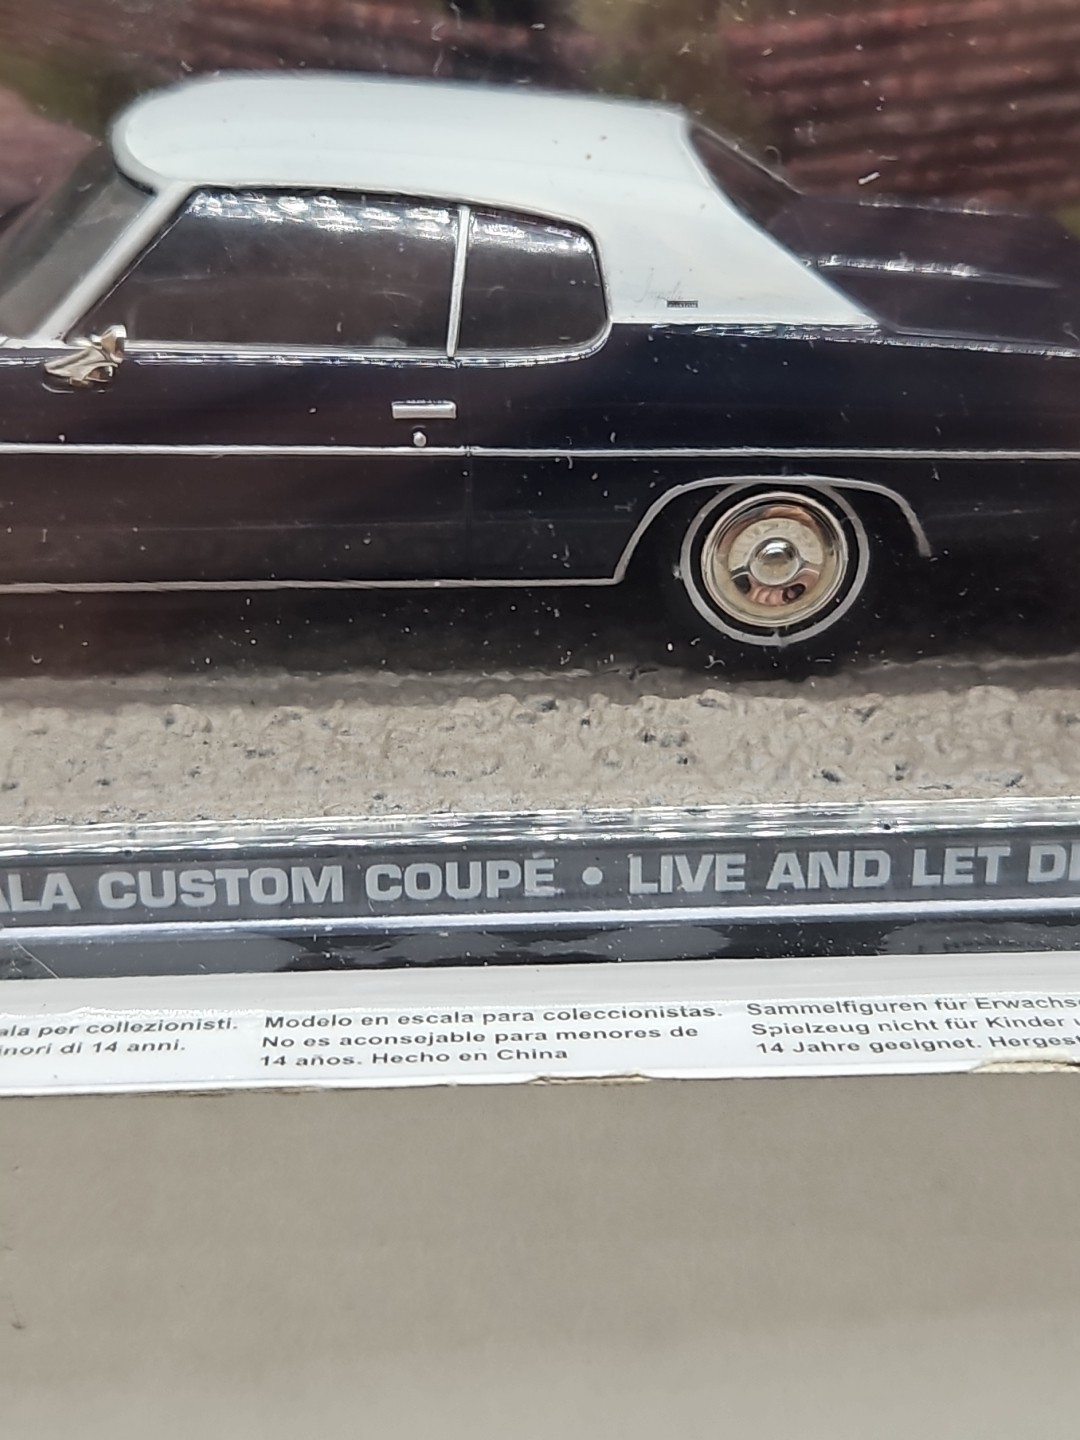 ALA CUSTOM COUPÉ • LIVE AND LET DI
ala per collezionisti.
inori di 14 anni.
Modelo en escala para coleccionistas.
No es aconsejable para menores de
14 años. Hecho en China
Sammelfiguren für Erwachse
Spielzeug nicht für Kinder u
14 Jahre geeignet. Hergest